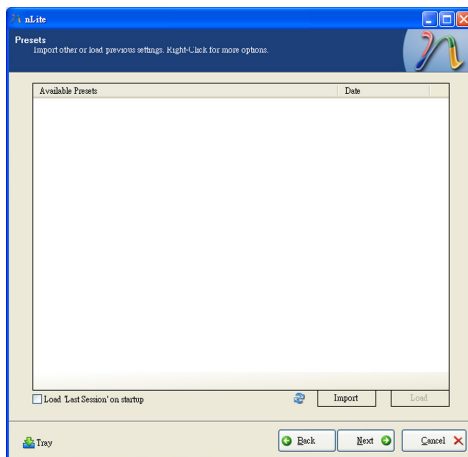 nLite
Presets
Import other or load previous settings. Right-Click for more options.
Available Presets Date
Load 'Last Session' on startup
Import Load
Tray Back Next Cancel